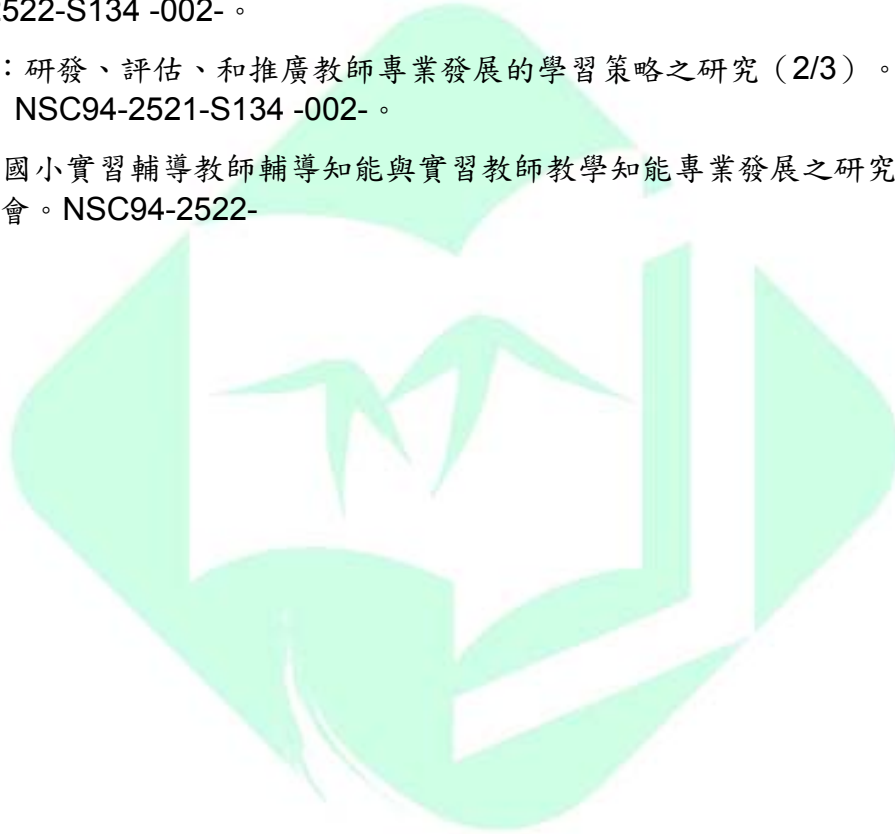 2522-S134 -002-。
：研發、評估、和推廣教師專業發展的學習策略之研究（2/3）。
NSC94-2521-S134 -002-。
國小實習輔導教師輔導知能與實習教師教學知能專業發展之研究
會。NSC94-2522-